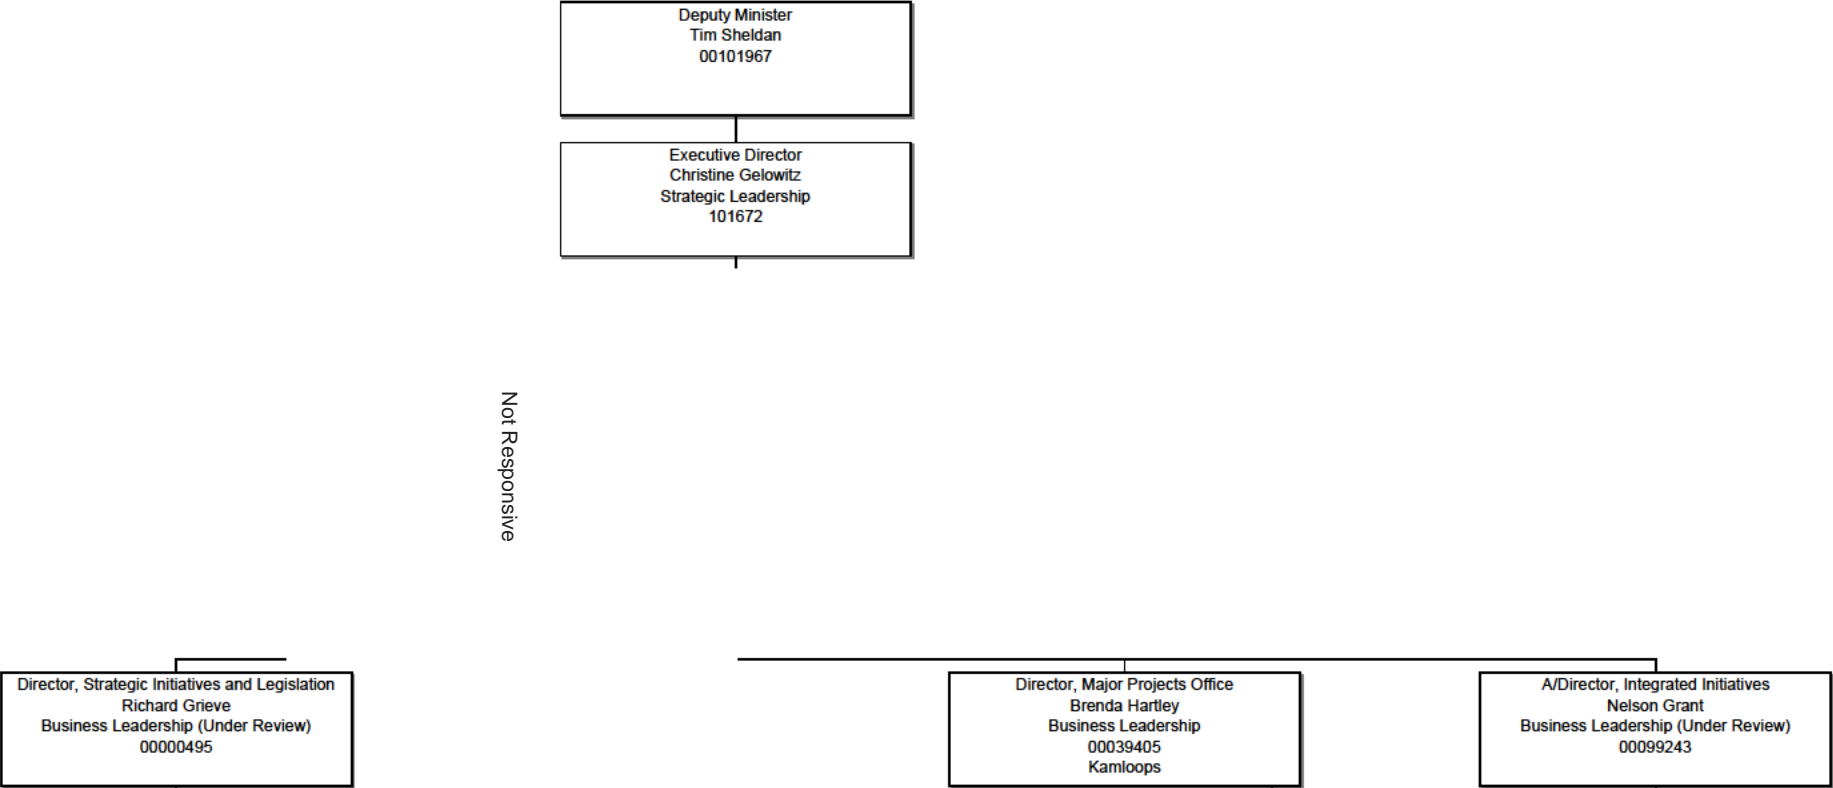 Deputy Minister
Tim Sheldan
00101967
Executive Director
Christine Gelowitz
Strategic Leadership
101672
Not Responsive
Director, Strategic Initiatives and Legislation
Richard Grieve
Business Leadership (Under Review)
00000495
Director, Major Projects Office
Brenda Hartley
Business Leadership
00039405
Kamloops
A/Director, Integrated Initiatives
Nelson Grant
Business Leadership (Under Review)
00099243